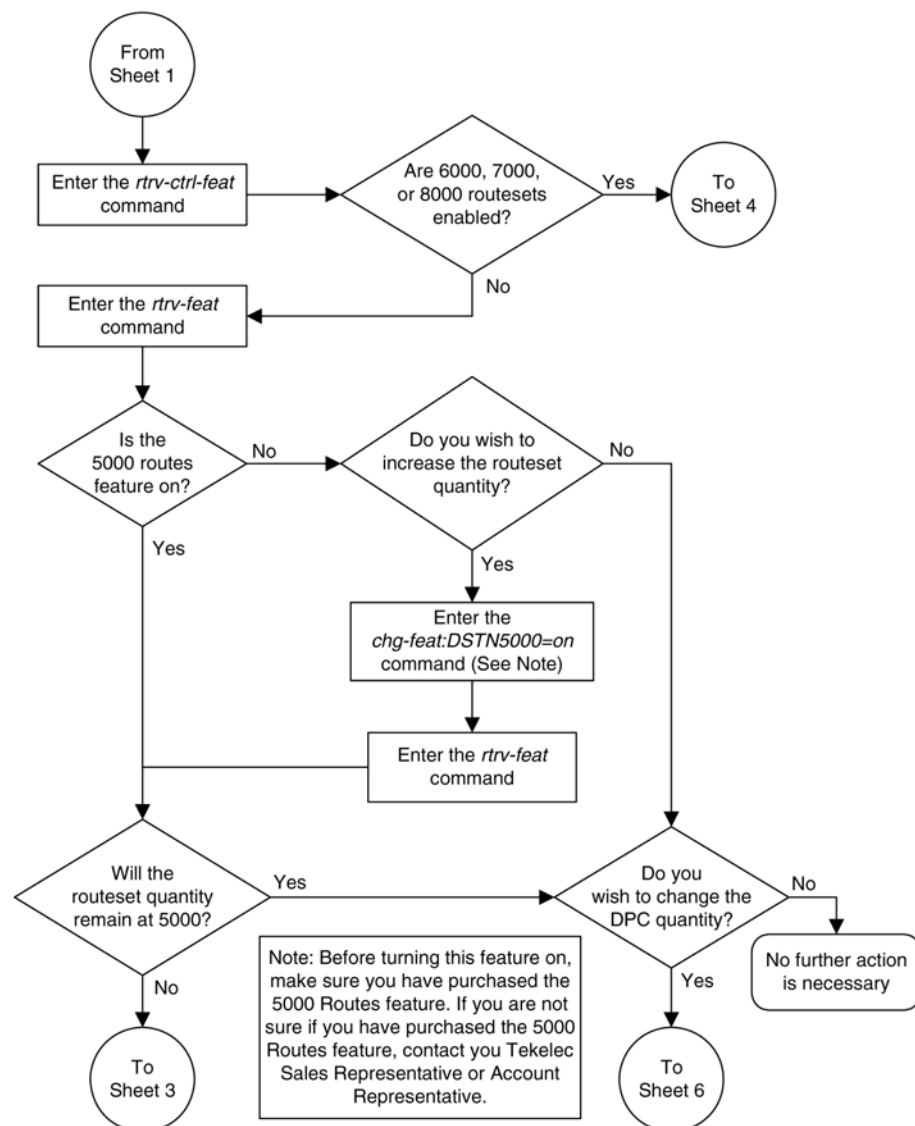 From
Sheet 1
Enter the rtrv-ctrl-feat
command
Are 6000, 7000,
or 8000 routesets
enabled?
Yes
To
Sheet 4
No
Enter the rtrv-feat
command
Is the
5000 routes
feature on?
No
Do you wish to
increase the routeset
quantity?
No
Yes
Yes
Enter the
chg-feat:DSTN5000=on
command (See Note)
Enter the rtrv-feat
command
Will the
routeset quantity
remain at 5000?
Yes
Do you
wish to change the
DPC quantity?
No
No further action
is necessary
No
Note: Before turning this feature on,
make sure you have purchased the
5000 Routes feature. If you are not
sure if you have purchased the 5000
Routes feature, contact you Tekelec
Sales Representative or Account
Representative.
Yes
To
Sheet 3
To
Sheet 6